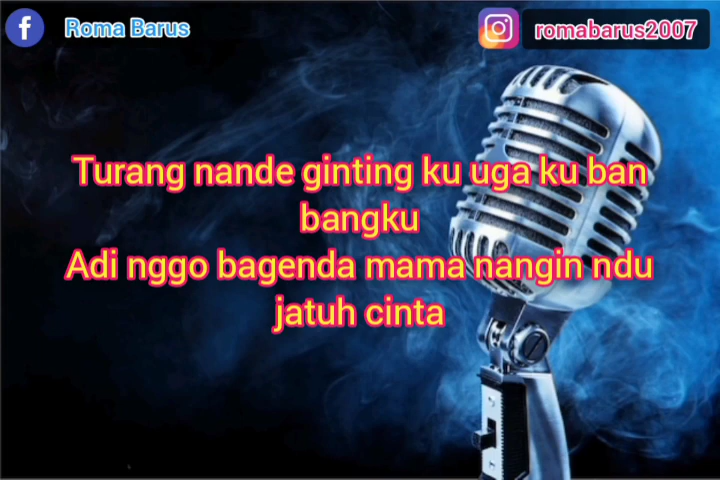 Roma Barus
romabarus2007
Turang nande ginting ku uga ku ban
bangku
Adi nggo bagenda mama nangin ndu
jatuh cinta